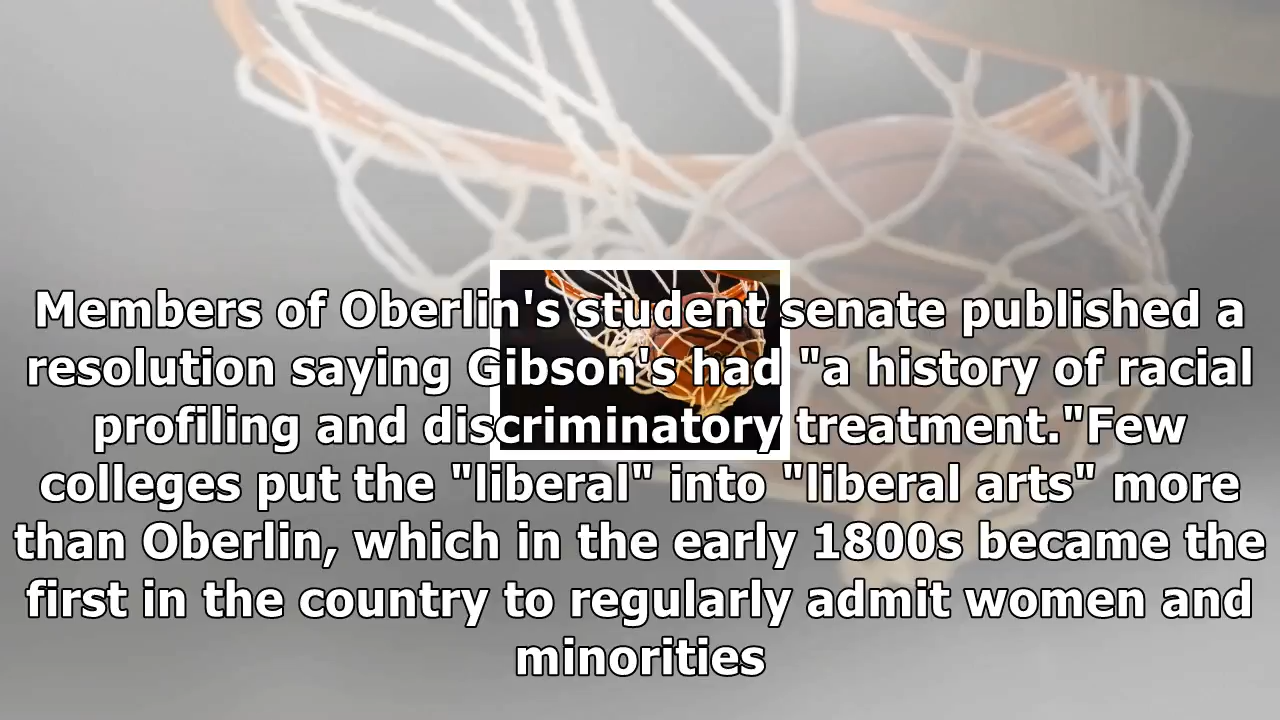 Members of Oberlin's student senate published a
resolution saying Gibson's had "a history of racial
profiling and discriminatory treatment."Few
colleges put the "liberal" into "liberal arts" more
than Oberlin, which in the early 1800s became the
first in the country to regularly admit women and
minorities